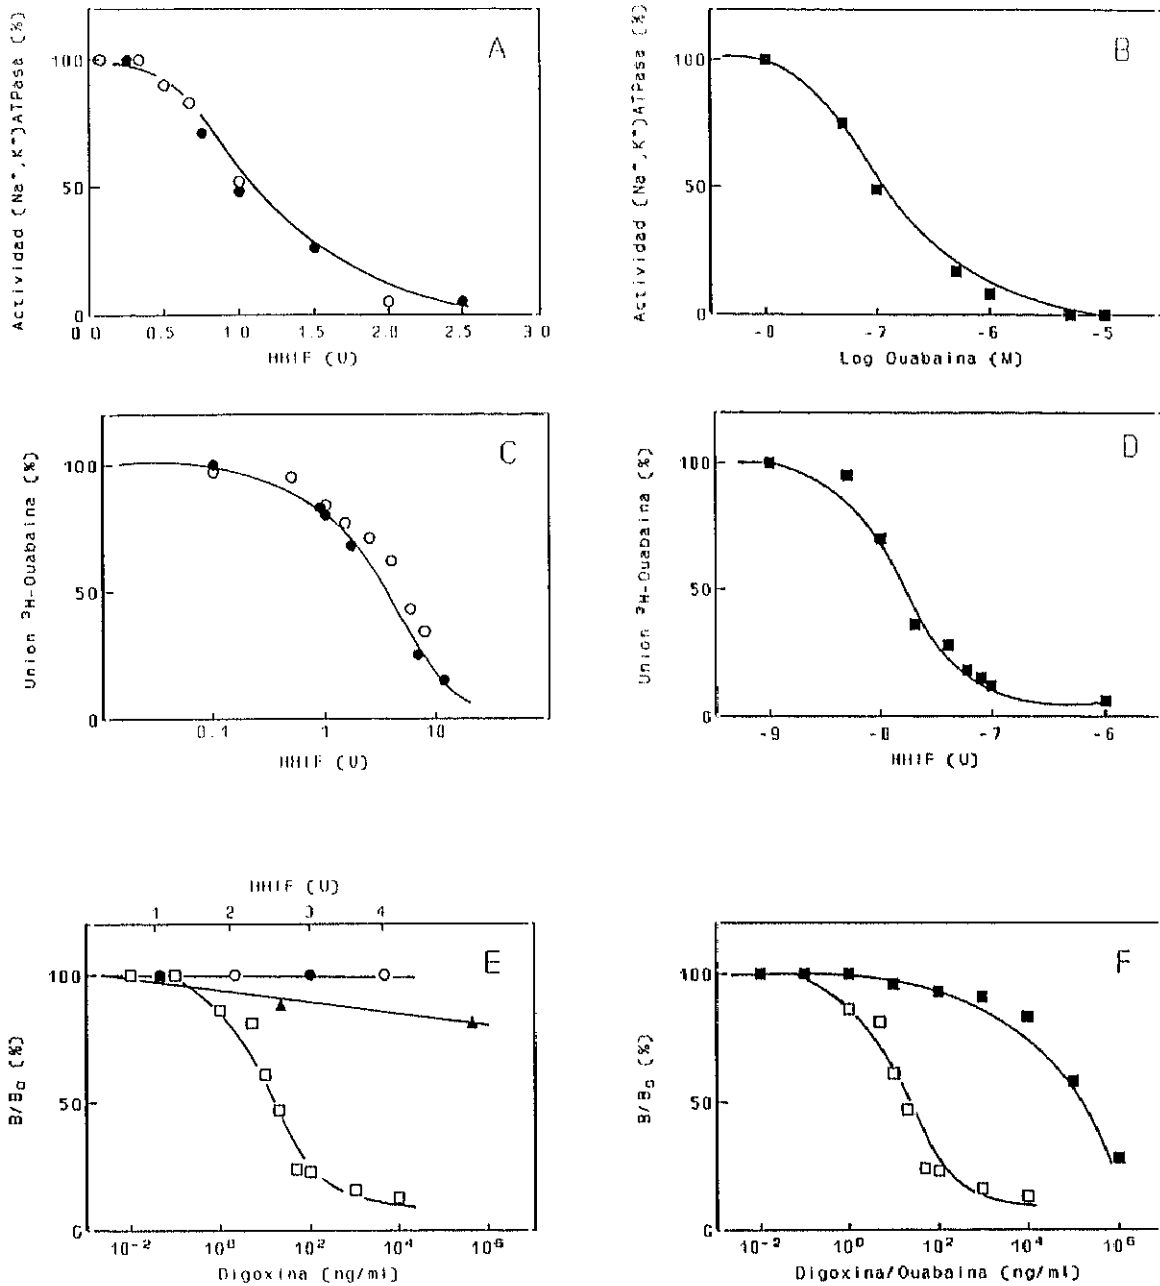 Actividad (Na⁺,K⁺)ATPasa (%)
A
100
50
0
0 0.5 1.0 1.5 2.0 2.5 3.0
HHIF (U)
Actividad (Na⁺,K⁺)ATPasa (%)
B
100
50
0
-8 -7 -6 -5
Log Ouabaina (M)
Union ³H-Ouabaina (%)
C
100
50
0
0.1 1 10
HHIF (U)
Union ³H-Ouabaina (%)
D
100
50
0
-9 -8 -7 -6
HHIF (U)
HHIF (U)
1 2 3 4
B/B₀ (%)
E
100
50
0
10⁻² 10⁰ 10² 10⁴ 10⁶
Digoxina (ng/ml)
B/B₀ (%)
F
100
50
0
10⁻² 10⁰ 10² 10⁴ 10⁶
Digoxina/Ouabaina (ng/ml)